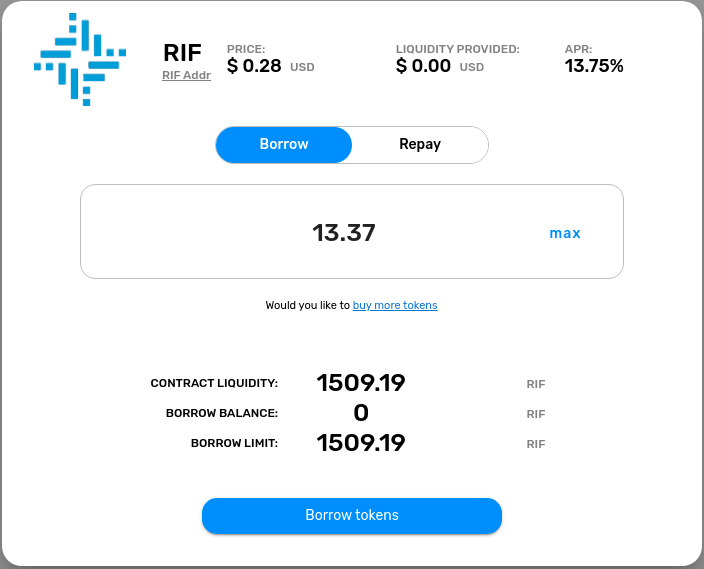 RIF
RIF Addr
PRICE:
$ 0.28 USD
LIQUIDITY PROVIDED:
$ 0.00 USD
APR:
13.75%
Borrow Repay
13.37 max
Would you like to buy more tokens
CONTRACT LIQUIDITY: 1509.19 RIF
BORROW BALANCE: 0 RIF
BORROW LIMIT: 1509.19 RIF
Borrow tokens